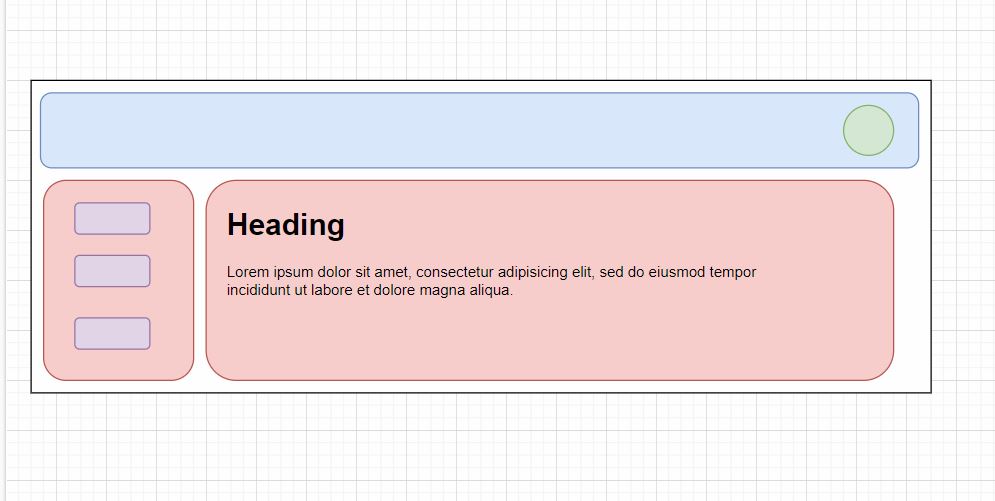 Heading
Lorem ipsum dolor sit amet, consectetur adipisicing elit, sed do eiusmod tempor
incididunt ut labore et dolore magna aliqua.